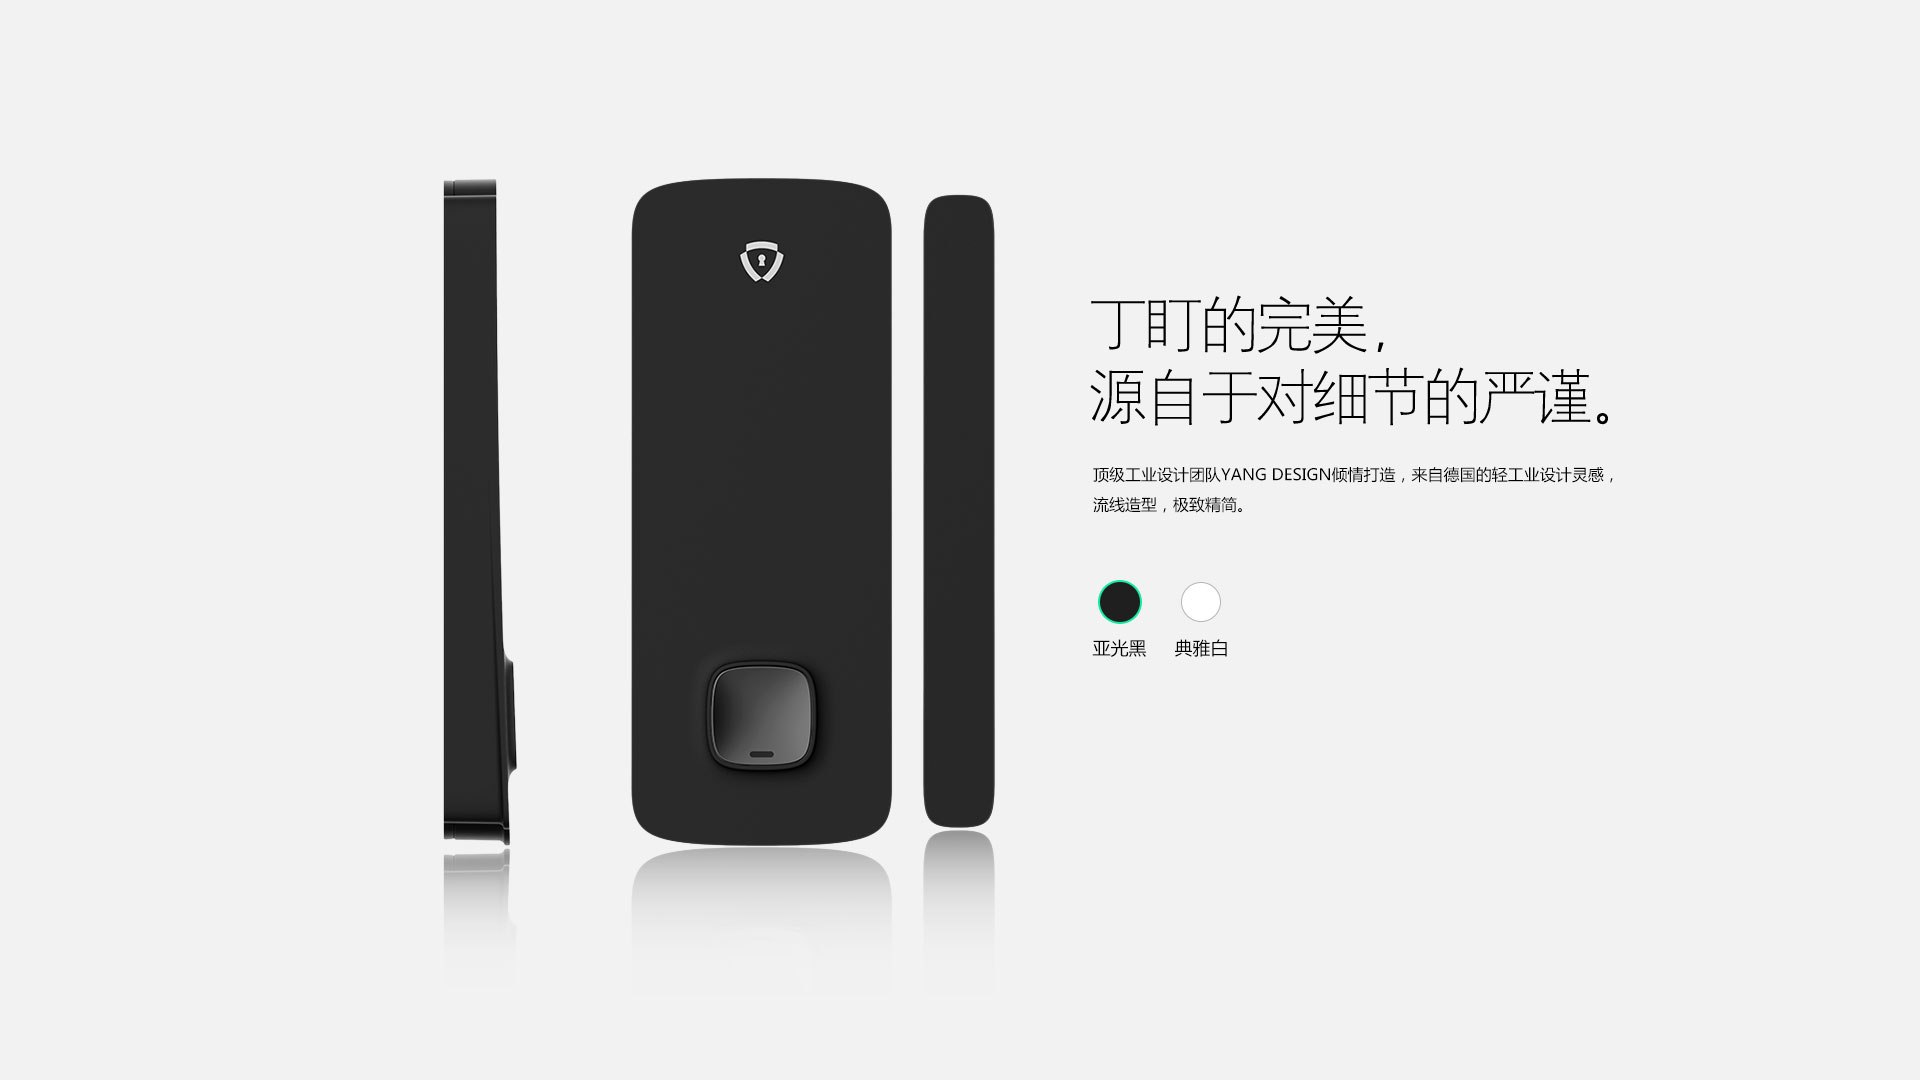 丁盯的完美，
源自于对细节的严谨。
顶级工业设计团队YANG DESIGN倾情打造，来自德国的轻工业设计灵感，
流线造型，极致精简。
亚光黑 典雅白